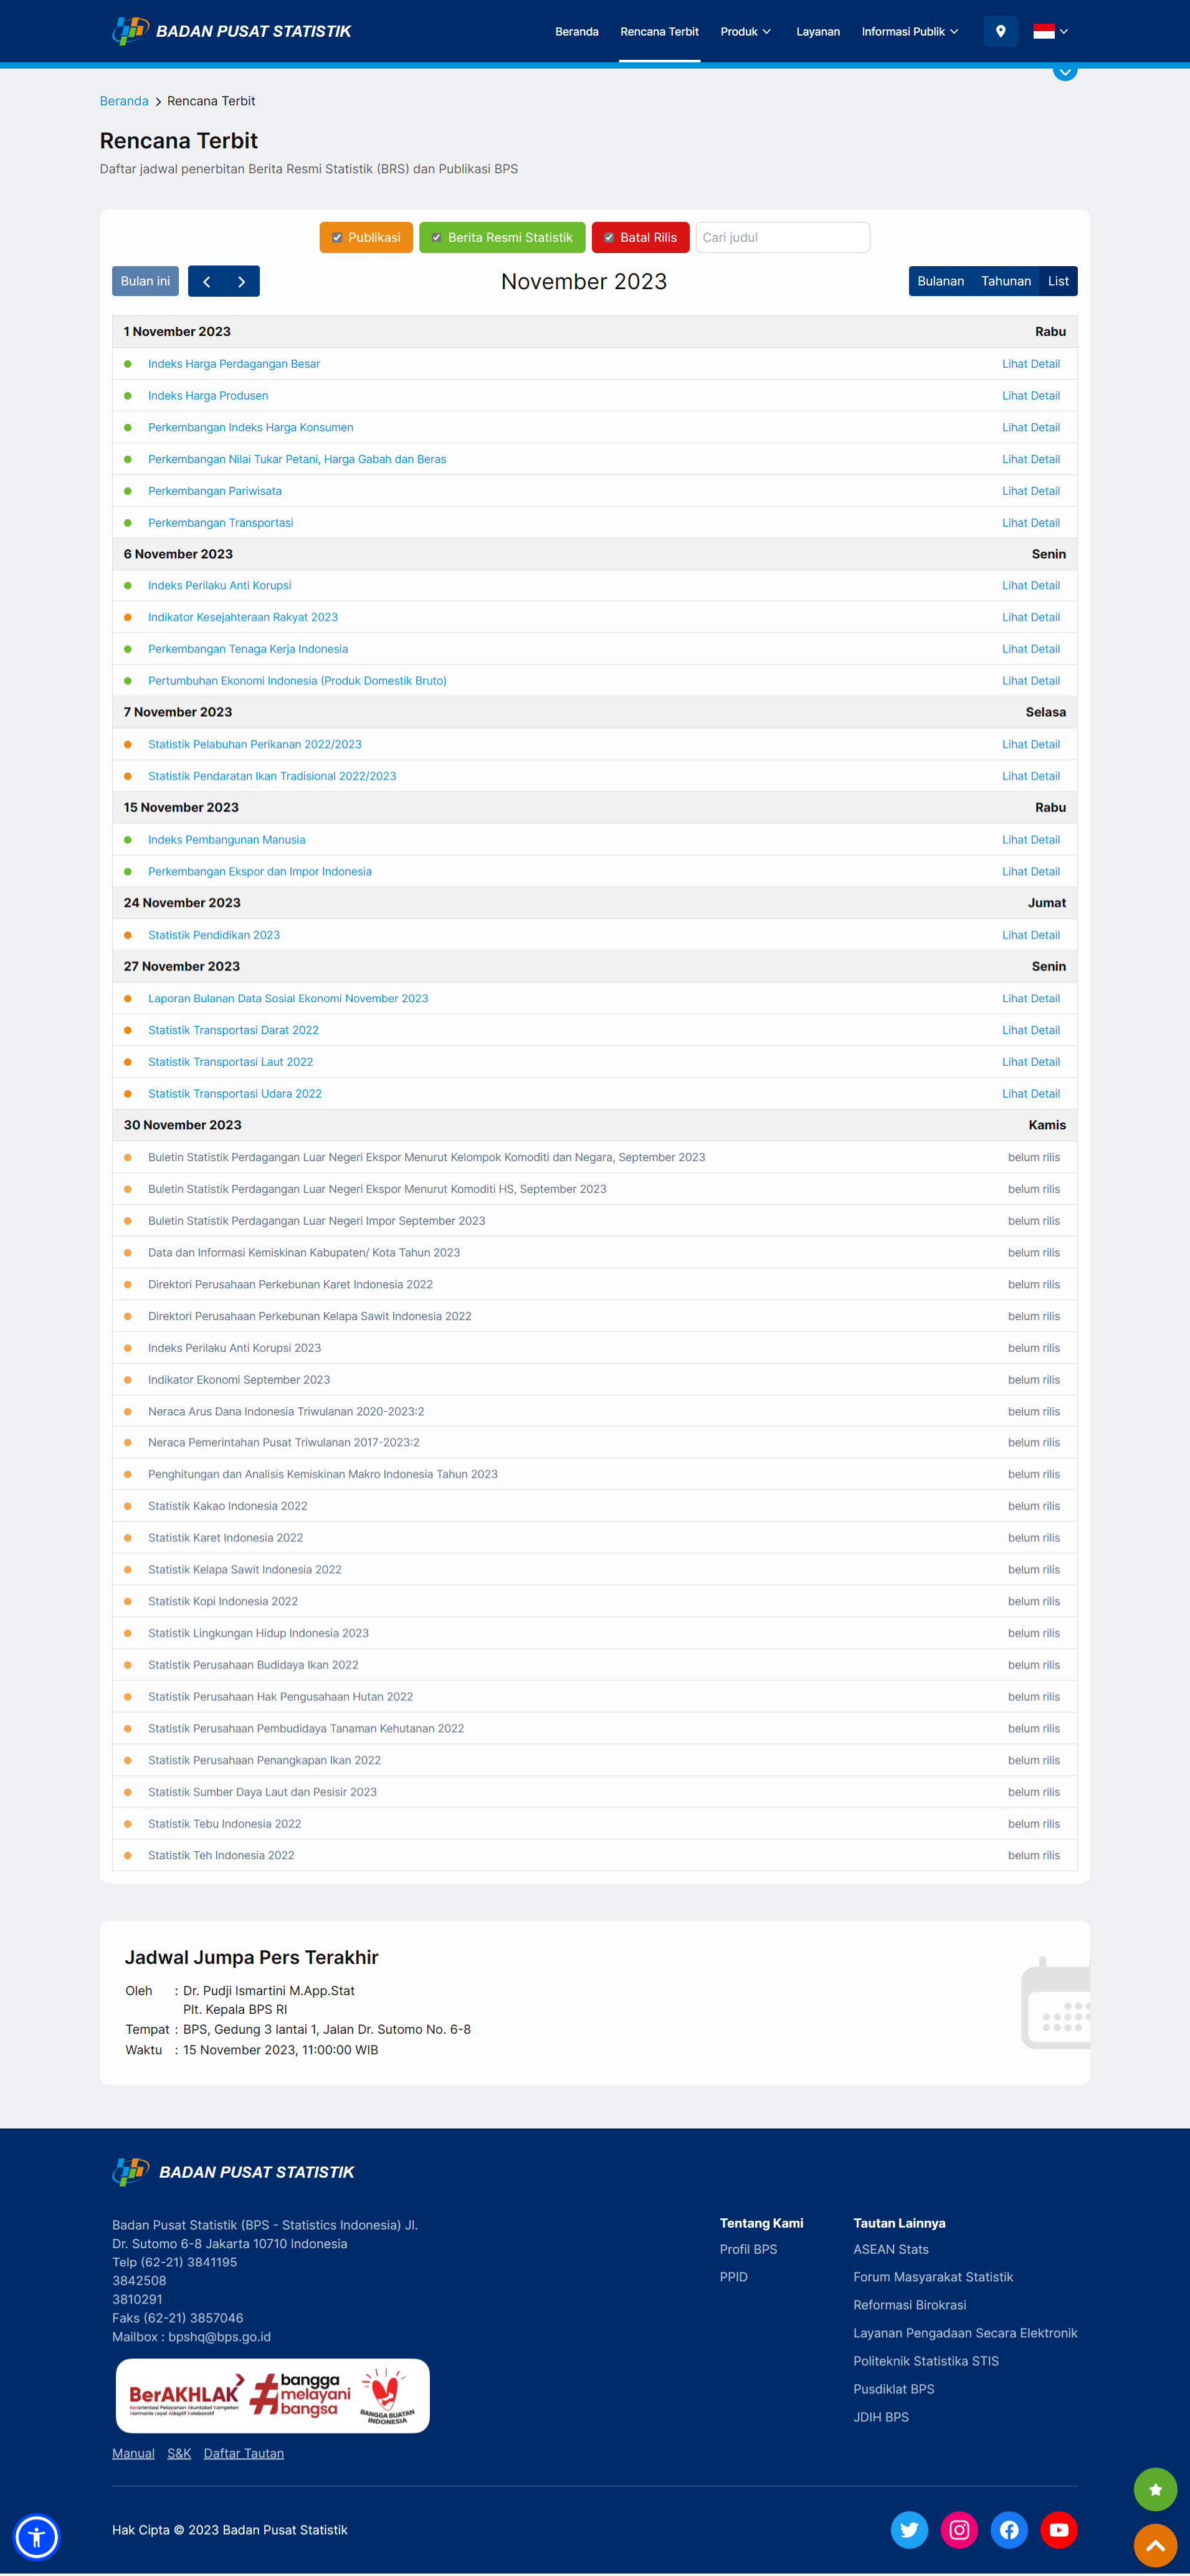 BADAN PUSAT STATISTIK
Beranda Rencana Terbit Produk Layanan Informasi Publik
Beranda > Rencana Terbit
Rencana Terbit
Daftar jadwal penerbitan Berita Resmi Statistik (BRS) dan Publikasi BPS
Publikasi Berita Resmi Statistik Batal Rilis Cari judul
Bulan ini November 2023 Bulanan Tahunan List
1 November 2023 Rabu
Indeks Harga Perdagangan Besar Lihat Detail
Indeks Harga Produsen Lihat Detail
Perkembangan Indeks Harga Konsumen Lihat Detail
Perkembangan Nilai Tukar Petani, Harga Gabah dan Beras Lihat Detail
Perkembangan Pariwisata Lihat Detail
Perkembangan Transportasi Lihat Detail
6 November 2023 Senin
Indeks Perilaku Anti Korupsi Lihat Detail
Indikator Kesejahteraan Rakyat 2023 Lihat Detail
Perkembangan Tenaga Kerja Indonesia Lihat Detail
Pertumbuhan Ekonomi Indonesia (Produk Domestik Bruto) Lihat Detail
7 November 2023 Selasa
Statistik Pelabuhan Perikanan 2022/2023 Lihat Detail
Statistik Pendaratan Ikan Tradisional 2022/2023 Lihat Detail
15 November 2023 Rabu
Indeks Pembangunan Manusia Lihat Detail
Perkembangan Ekspor dan Impor Indonesia Lihat Detail
24 November 2023 Jumat
Statistik Pendidikan 2023 Lihat Detail
27 November 2023 Senin
Laporan Bulanan Data Sosial Ekonomi November 2023 Lihat Detail
Statistik Transportasi Darat 2022 Lihat Detail
Statistik Transportasi Laut 2022 Lihat Detail
Statistik Transportasi Udara 2022 Lihat Detail
30 November 2023 Kamis
Buletin Statistik Perdagangan Luar Negeri Ekspor Menurut Kelompok Komoditi dan Negara, September 2023 belum rilis
Buletin Statistik Perdagangan Luar Negeri Ekspor Menurut Komoditi HS, September 2023 belum rilis
Buletin Statistik Perdagangan Luar Negeri Impor September 2023 belum rilis
Data dan Informasi Kemiskinan Kabupaten/ Kota Tahun 2023 belum rilis
Direktori Perusahaan Perkebunan Karet Indonesia 2022 belum rilis
Direktori Perusahaan Perkebunan Kelapa Sawit Indonesia 2022 belum rilis
Indeks Perilaku Anti Korupsi 2023 belum rilis
Indikator Ekonomi September 2023 belum rilis
Neraca Arus Dana Indonesia Triwulanan 2020-2023:2 belum rilis
Neraca Pemerintahan Pusat Triwulanan 2017-2023:2 belum rilis
Penghitungan dan Analisis Kemiskinan Makro Indonesia Tahun 2023 belum rilis
Statistik Kakao Indonesia 2022 belum rilis
Statistik Karet Indonesia 2022 belum rilis
Statistik Kelapa Sawit Indonesia 2022 belum rilis
Statistik Kopi Indonesia 2022 belum rilis
Statistik Lingkungan Hidup Indonesia 2023 belum rilis
Statistik Perusahaan Budidaya Ikan 2022 belum rilis
Statistik Perusahaan Hak Pengusahaan Hutan 2022 belum rilis
Statistik Perusahaan Pembudidaya Tanaman Kehutanan 2022 belum rilis
Statistik Perusahaan Penangkapan Ikan 2022 belum rilis
Statistik Sumber Daya Laut dan Pesisir 2023 belum rilis
Statistik Tebu Indonesia 2022 belum rilis
Statistik Teh Indonesia 2022 belum rilis
Jadwal Jumpa Pers Terakhir
Oleh : Dr. Pudji Ismartini M.App.Stat
Plt. Kepala BPS RI
Tempat : BPS, Gedung 3 lantai 1, Jalan Dr. Sutomo No. 6-8
Waktu : 15 November 2023, 11:00:00 WIB
BADAN PUSAT STATISTIK
Badan Pusat Statistik (BPS - Statistics Indonesia) Jl.
Dr. Sutomo 6-8 Jakarta 10710 Indonesia
Telp (62-21) 3841195
3842508
3810291
Faks (62-21) 3857046
Mailbox : bpshq@bps.go.id
BerAKHLAK
Berorientasi Pelayanan Akuntabel Kompeten
Harmonis Loyal Adaptif Kolaboratif
# bangga
melayani
bangsa
BANGGA BUATAN
INDONESIA
Manual S&K Daftar Tautan
Tentang Kami
Profil BPS
PPID
Tautan Lainnya
ASEAN Stats
Forum Masyarakat Statistik
Reformasi Birokrasi
Layanan Pengadaan Secara Elektronik
Politeknik Statistika STIS
Pusdiklat BPS
JDIH BPS
Hak Cipta © 2023 Badan Pusat Statistik